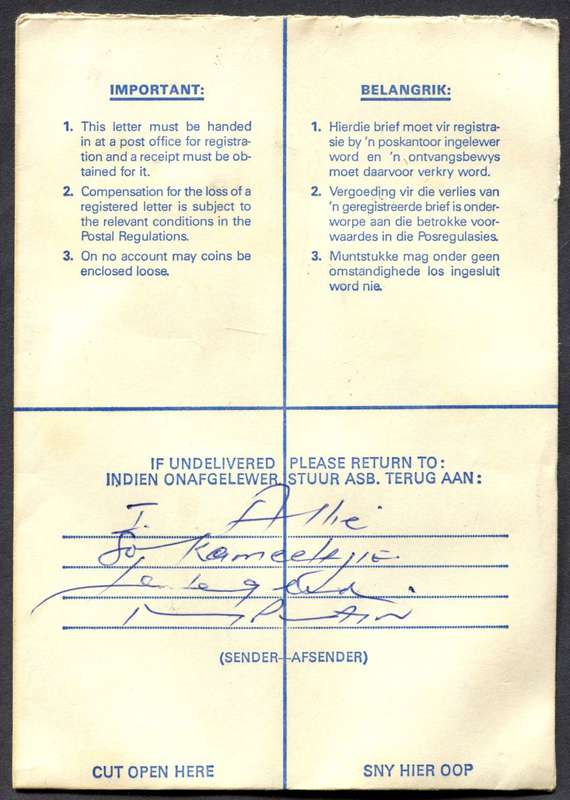 IMPORTANT:
1. This letter must be handed
in at a post office for registra-
tion and a receipt must be ob-
tained for it.
2. Compensation for the loss of a
registered letter is subject to
the relevant conditions in the
Postal Regulations.
3. On no account may coins be
enclosed loose.
BELANGRIK:
1. Hierdie brief moet vir registra-
sie by 'n poskantoor ingelewer
word en 'n ontvangsbewys
moet daarvoor verkry word.
2. Vergoeding vir die verlies van
'n geregistreerde brief is onder-
worpe aan die betrokke voor-
waardes in die Posregulasies.
3. Muntstukke mag onder geen
omstandighede los ingesluit
word nie.
IF UNDELIVERED PLEASE RETURN TO:
INDIEN ONAFGELEWER STUUR ASB. TERUG AAN:
T. Allie
(SENDER—AFSENDER)
CUT OPEN HERE
SNY HIER OOP